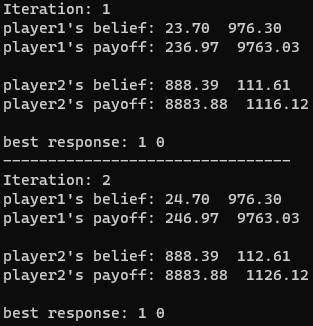 Iteration: 1
player1's belief: 23.70  976.30
player1's payoff: 236.97  9763.03
player2's belief: 888.39  111.61
player2's payoff: 8883.88  1116.12
best response: 1 0
--------------------------------
Iteration: 2
player1's belief: 24.70  976.30
player1's payoff: 246.97  9763.03
player2's belief: 888.39  112.61
player2's payoff: 8883.88  1126.12
best response: 1 0